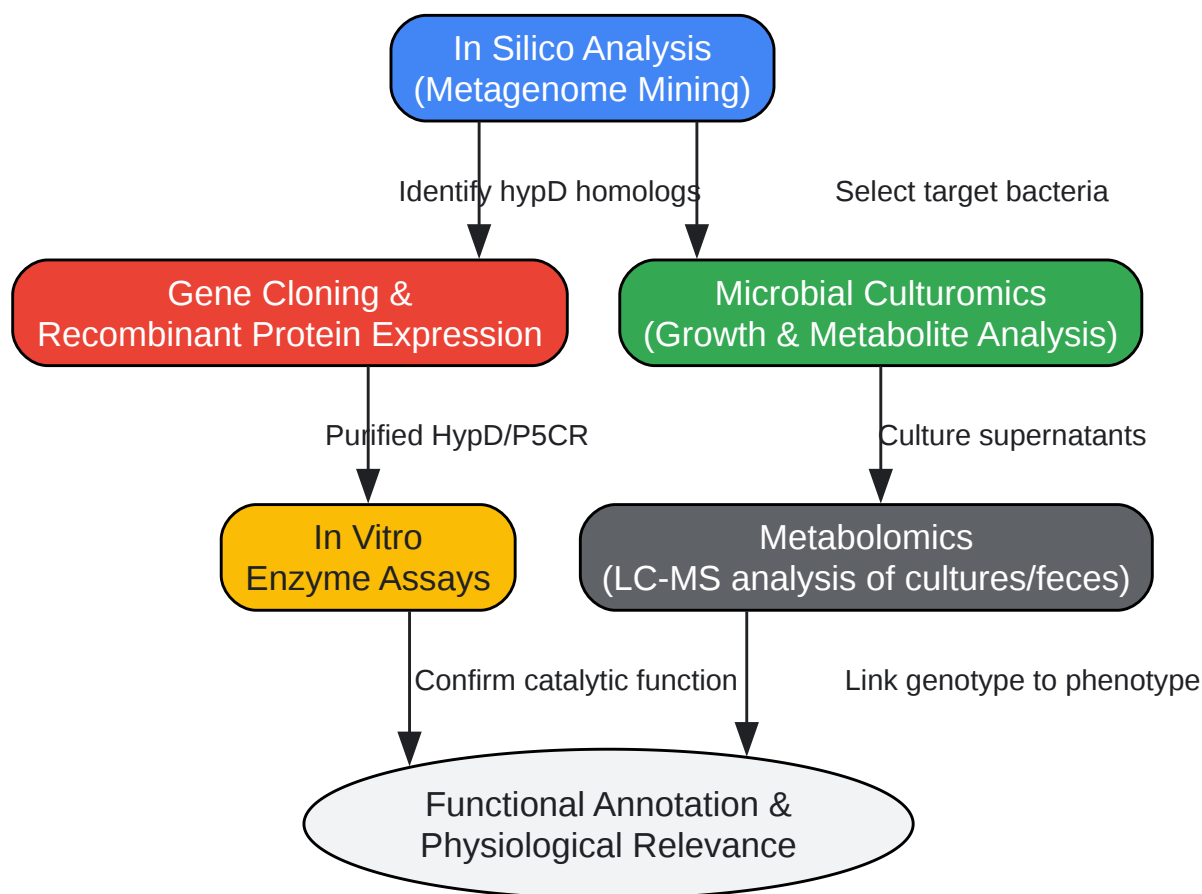 In Silico Analysis
(Metagenome Mining)
Identify hypD homologs
Select target bacteria
Gene Cloning &
Recombinant Protein Expression
Microbial Culturomics
(Growth & Metabolite Analysis)
Purified HypD/P5CR
Culture supernatants
In Vitro
Enzyme Assays
Metabolomics
(LC-MS analysis of cultures/feces)
Confirm catalytic function
Link genotype to phenotype
Functional Annotation &
Physiological Relevance